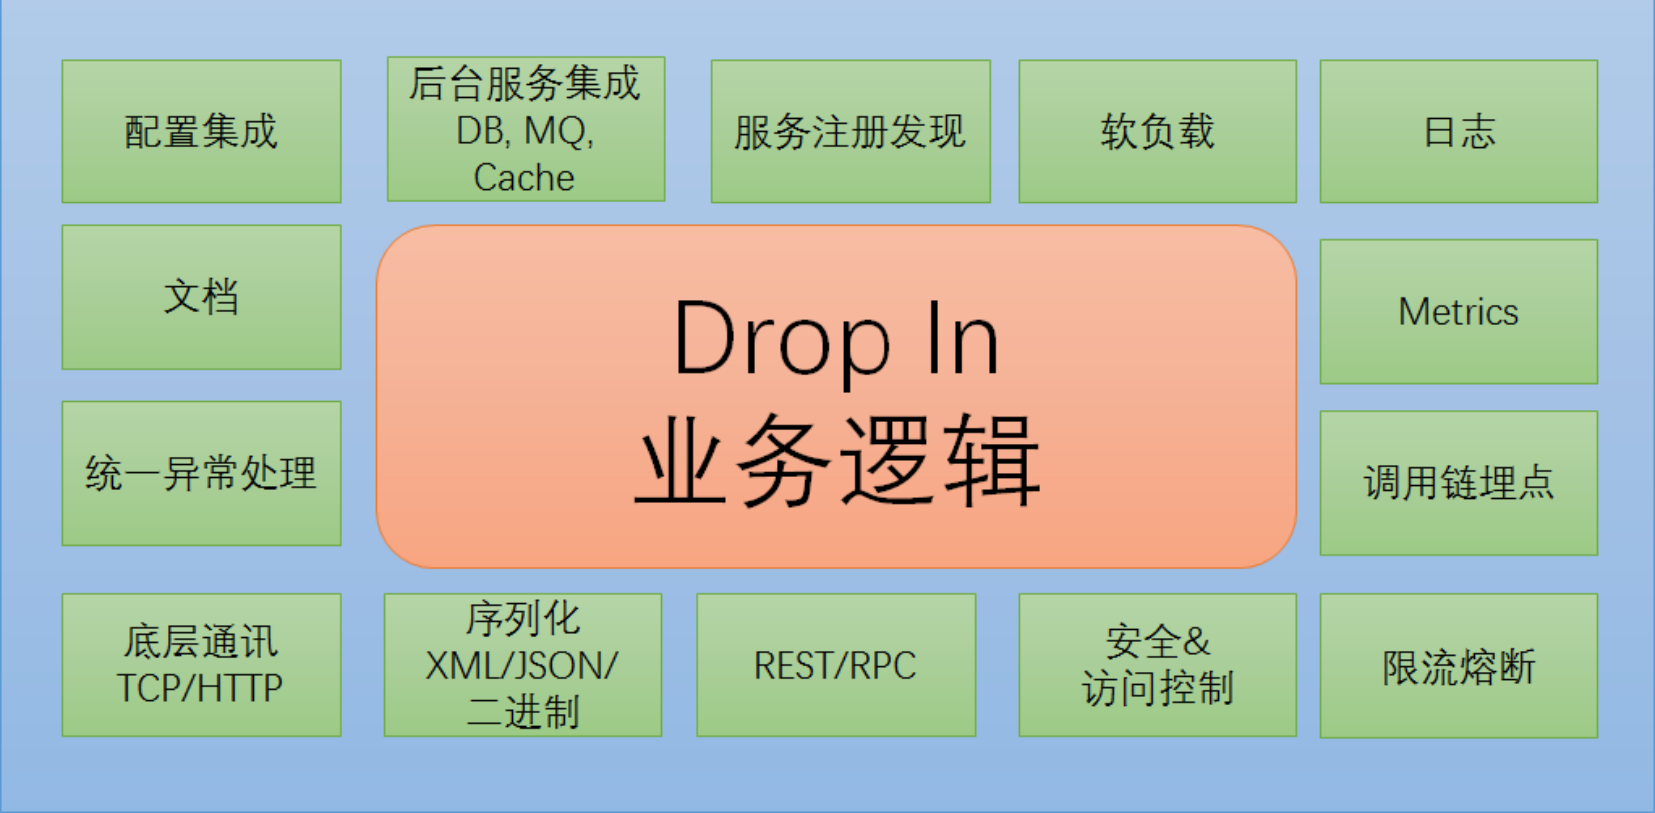 配置集成
后台服务集成
DB, MQ,
Cache
服务注册发现
软负载
日志
文档
Drop In
业务逻辑
Metrics
统一异常处理
调用链埋点
底层通讯
TCP/HTTP
序列化
XML/JSON/
二进制
REST/RPC
安全&
访问控制
限流熔断